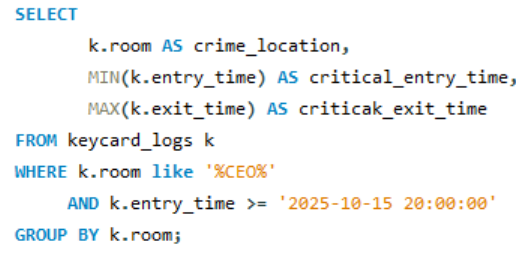 SELECT
k.room AS crime_location,
MIN(k.entry_time) AS critical_entry_time,
MAX(k.exit_time) AS criticak_exit_time
FROM keycard_logs k
WHERE k.room like '%CEO%'
AND k.entry_time >= '2025-10-15 20:00:00'
GROUP BY k.room;